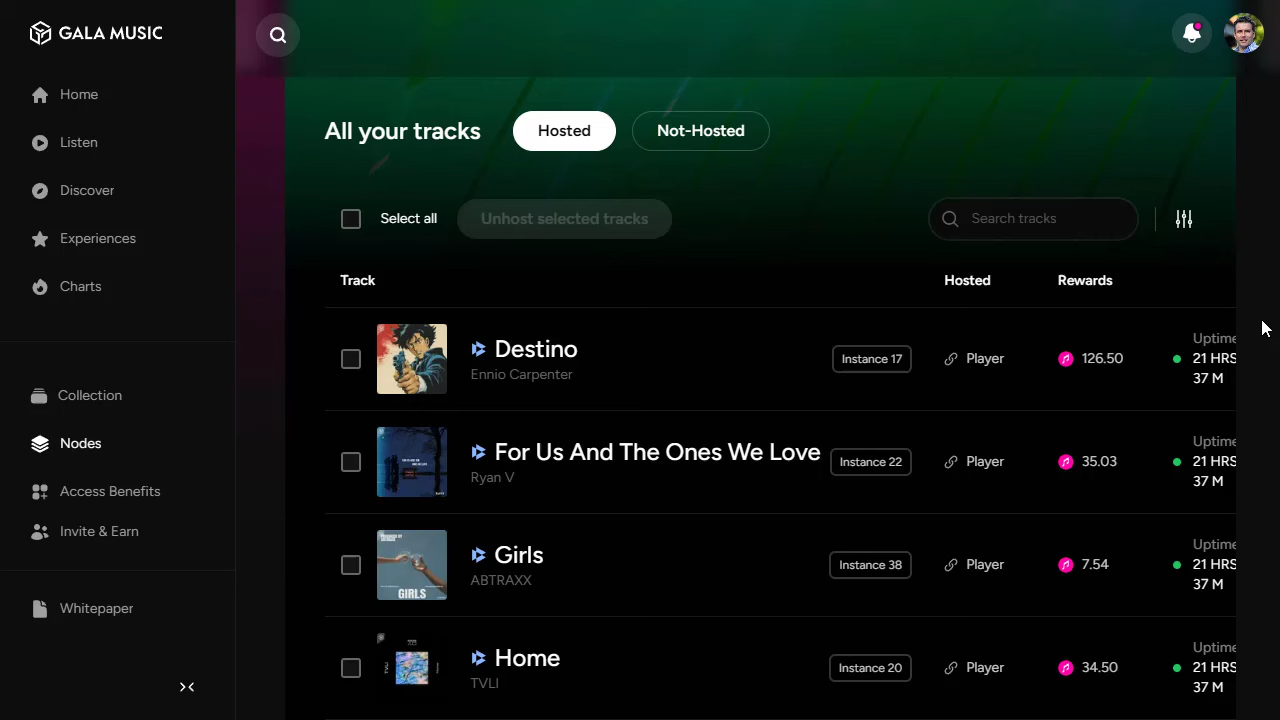 GALA MUSIC
Home
Listen
Discover
Experiences
Charts
Collection
Nodes
Access Benefits
Invite & Earn
Whitepaper
All your tracks
Hosted
Not-Hosted
Select all
Unhost selected tracks
Search tracks
Track
Hosted
Rewards
Destino
Ennio Carpenter
Instance 17
Player
126.50
Uptime
21 HRS
37 M
For Us And The Ones We Love
Ryan V
Instance 22
Player
35.03
Uptime
21 HRS
37 M
Girls
ABTRAXX
GIRLS
Instance 38
Player
7.54
Uptime
21 HRS
37 M
Home
TVLI
Instance 20
Player
34.50
Uptime
21 HRS
37 M